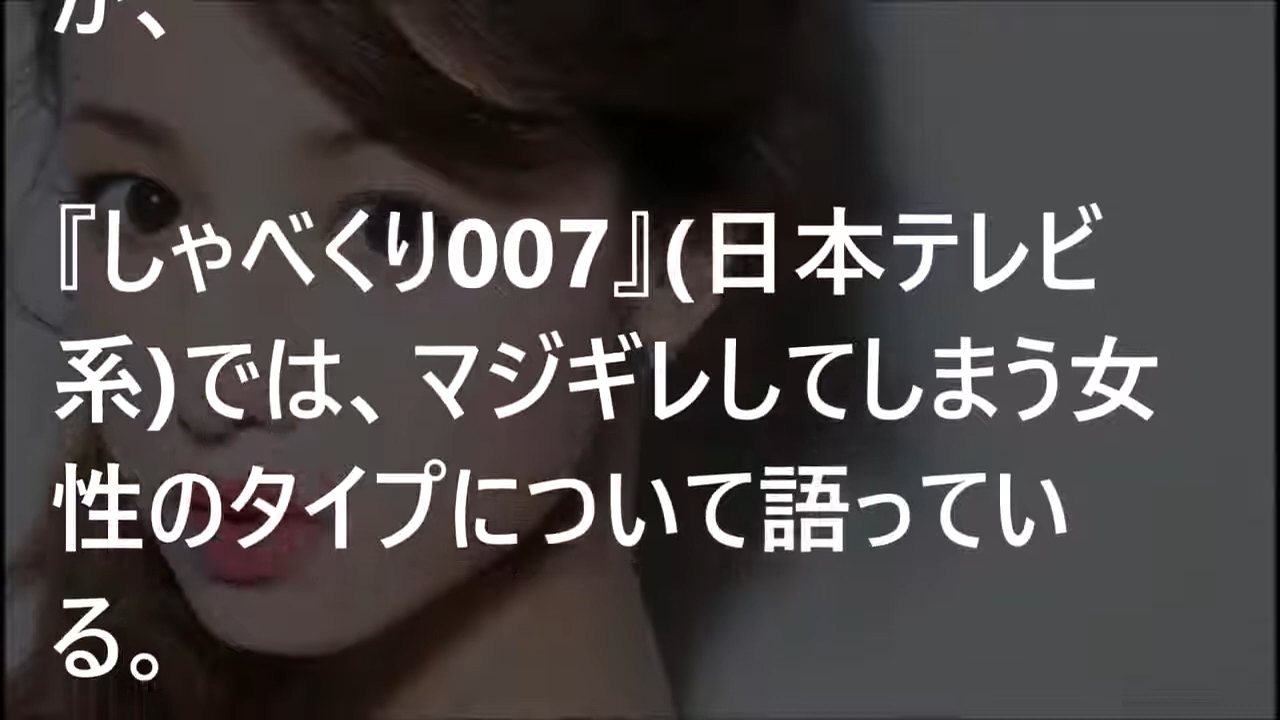 が、
『しゃべくり007』(日本テレビ
系)では、マジギレしてしまう女
性のタイプについて語ってい
る。